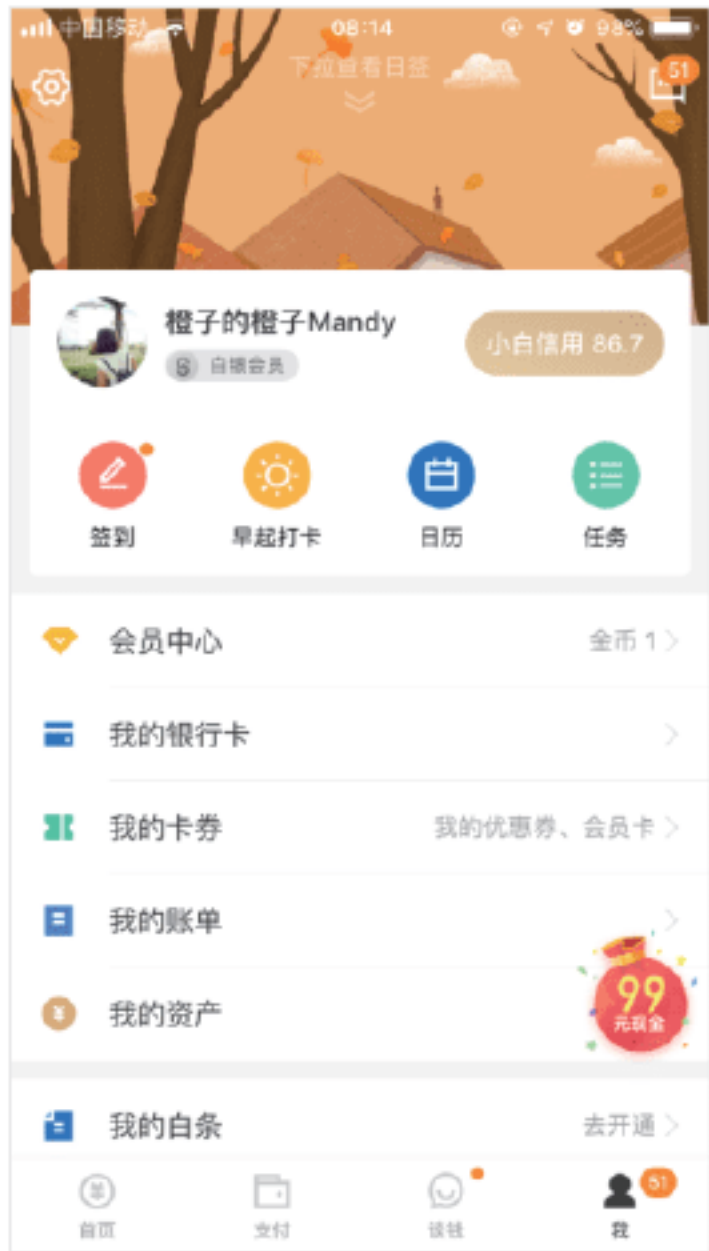 中国移动 08:14 98%
下拉查看日签
51
橙子的橙子Mandy
白银会员
小白信用 86.7
签到 早起打卡 日历 任务
会员中心 金币 1
我的银行卡
我的卡券 我的优惠券、会员卡
我的账单
我的资产
99
元现金
我的白条 去开通
51
首页 支付 谈钱 我